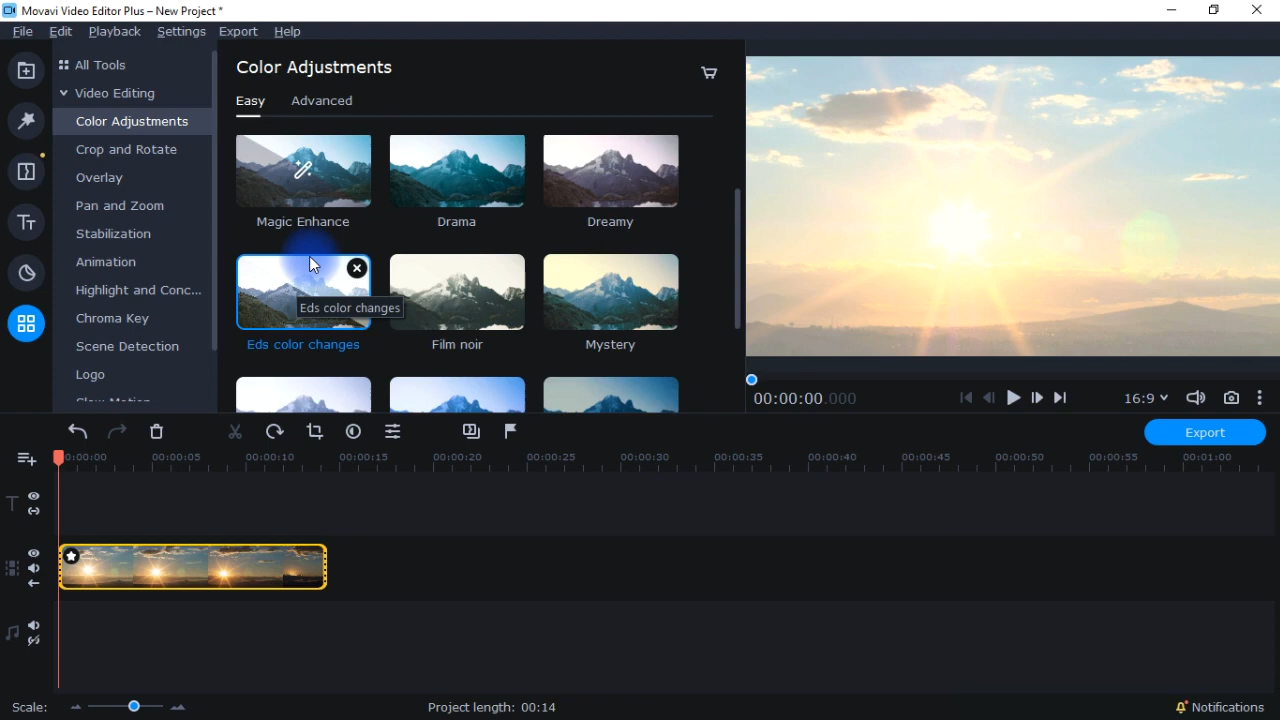 Movavi Video Editor Plus – New Project *
File Edit Playback Settings Export Help
All Tools
Video Editing
Color Adjustments
Crop and Rotate
Overlay
Pan and Zoom
Stabilization
Animation
Highlight and Conc...
Chroma Key
Scene Detection
Logo
Slow Motion
Color Adjustments
Easy Advanced
Magic Enhance Drama Dreamy
Eds color changes
Eds color changes Film noir Mystery
00:00:00.000
16:9
Export
0:00:00 00:00:05 00:00:10 00:00:15 00:00:20 00:00:25 00:00:30 00:00:35 00:00:40 00:00:45 00:00:50 00:00:55 00:01:00
Scale: Project length: 00:14 Notifications